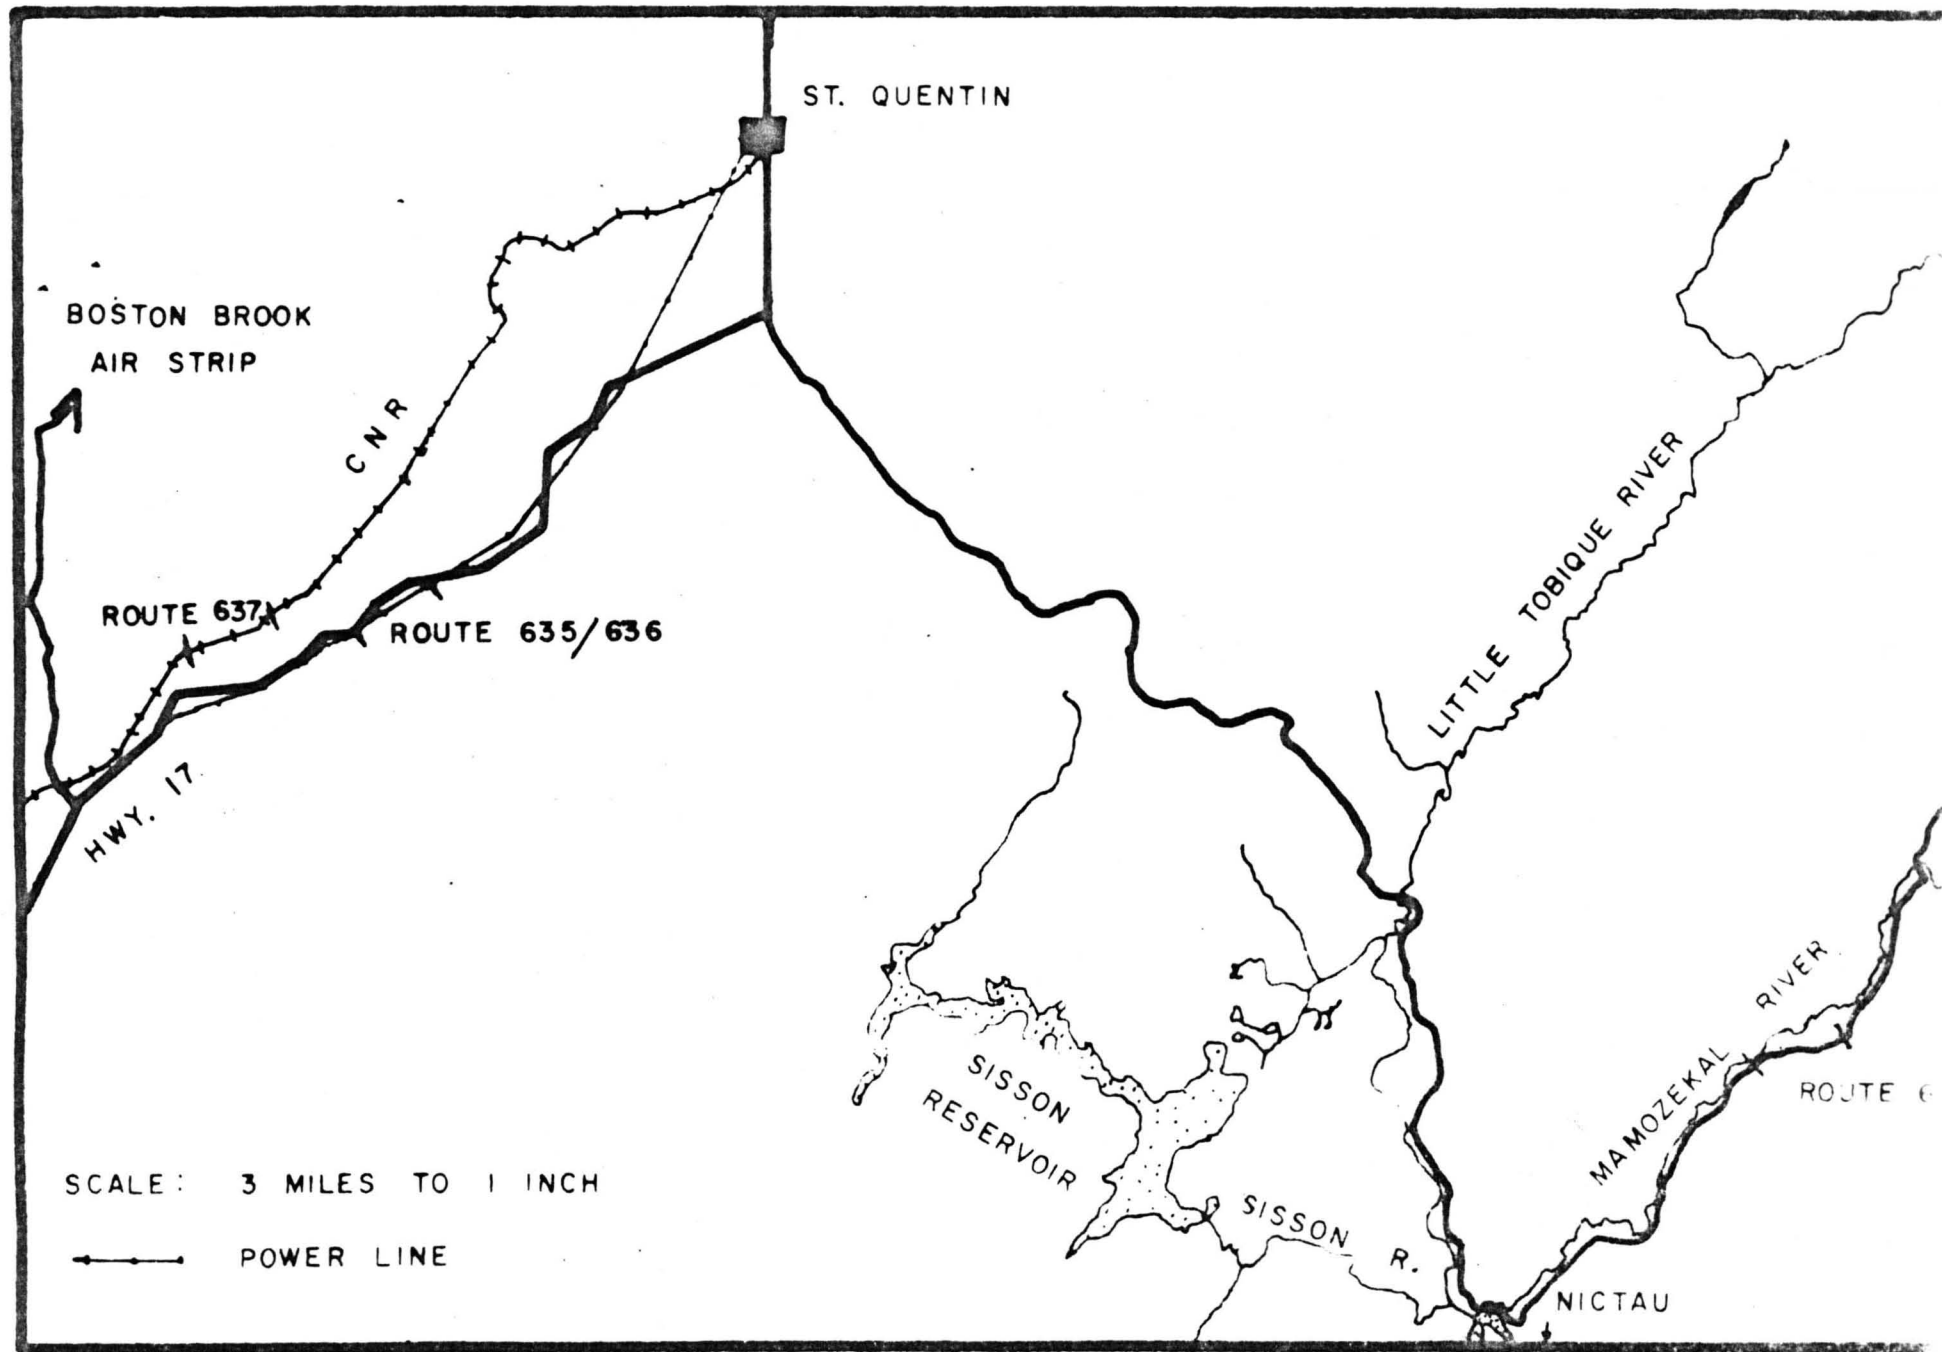 ST. QUENTIN
BOSTON BROOK
AIR STRIP
CNR
LITTLE TOBIQUE RIVER
ROUTE 637
ROUTE 635/636
HWY. 17
SISSON
RESERVOIR
MAMOZEKAL RIVER
ROUTE 6
SCALE: 3 MILES TO 1 INCH
SISSON R.
POWER LINE
NICTAU